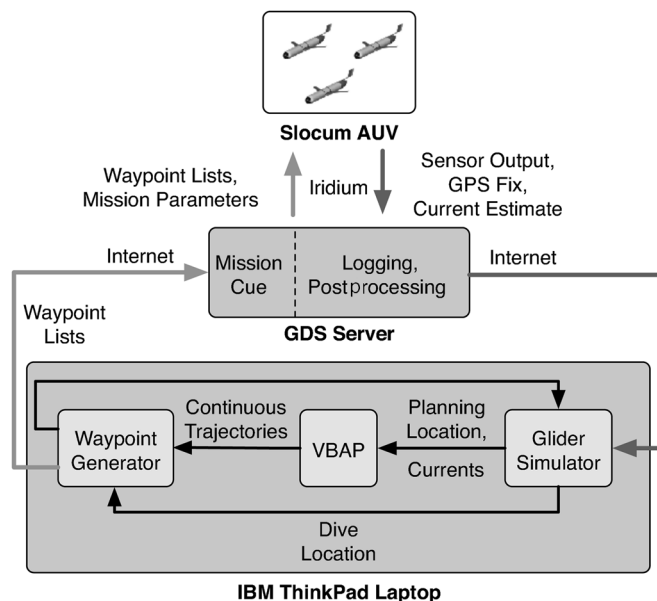 Slocum AUV
Waypoint Lists,
Mission Parameters
Iridium
Sensor Output,
GPS Fix,
Current Estimate
Internet
Mission
Cue
Logging,
Postprocessing
Internet
GDS Server
Waypoint
Lists
Waypoint
Generator
Continuous
Trajectories
VBAP
Planning
Location,
Currents
Glider
Simulator
Dive
Location
IBM ThinkPad Laptop